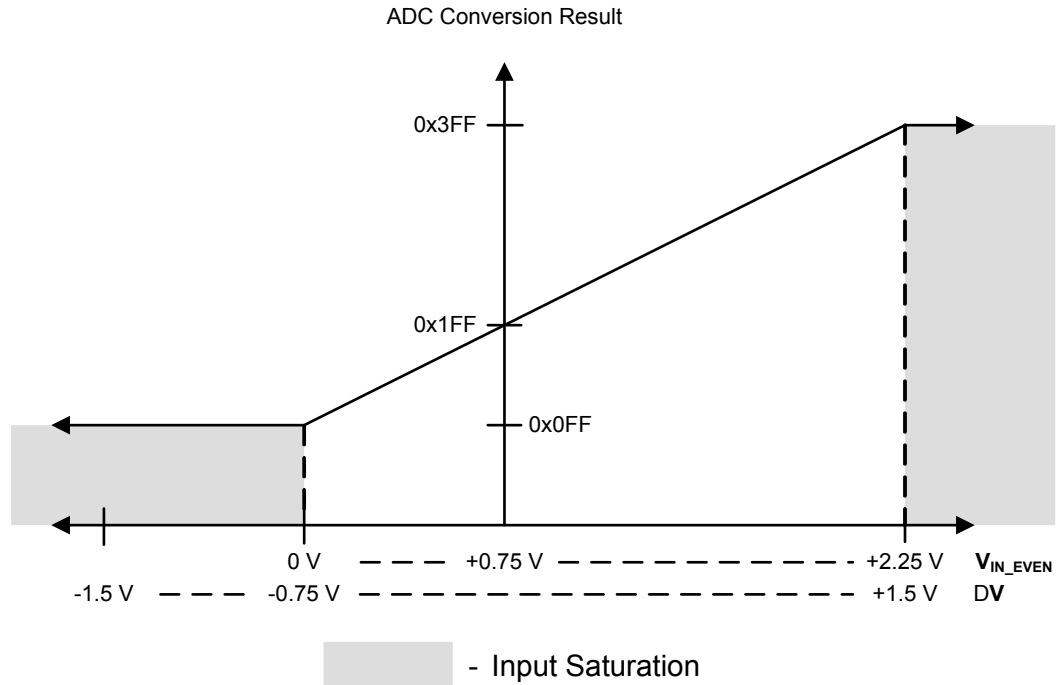 ADC Conversion Result
0x3FF
0x1FF
0x0FF
0 V +0.75 V +2.25 V VIN_EVEN
-1.5 V -0.75 V +1.5 V DV
- Input Saturation